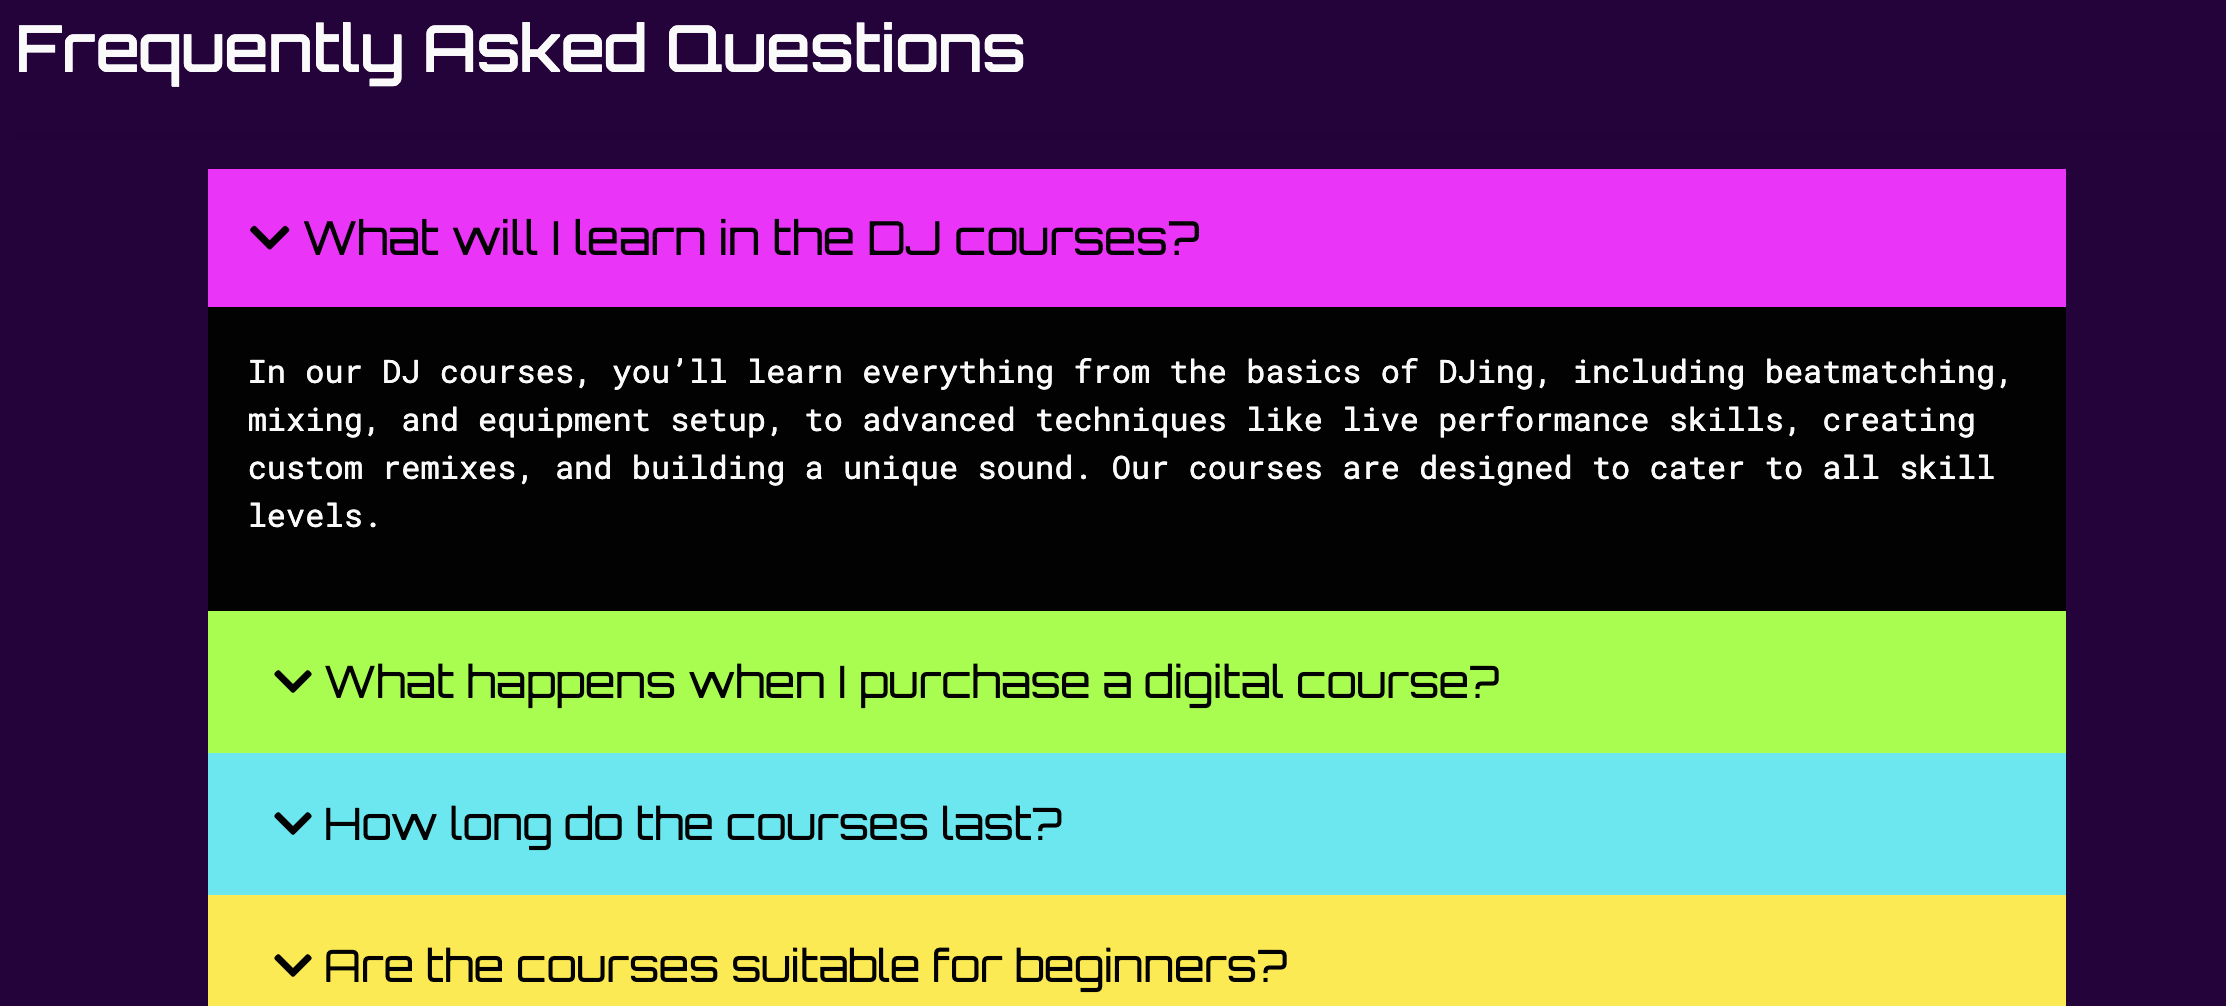 Frequently Asked Questions
What will I learn in the DJ courses?
In our DJ courses, you’ll learn everything from the basics of DJing, including beatmatching,
mixing, and equipment setup, to advanced techniques like live performance skills, creating
custom remixes, and building a unique sound. Our courses are designed to cater to all skill
levels.
What happens when I purchase a digital course?
How long do the courses last?
Are the courses suitable for beginners?